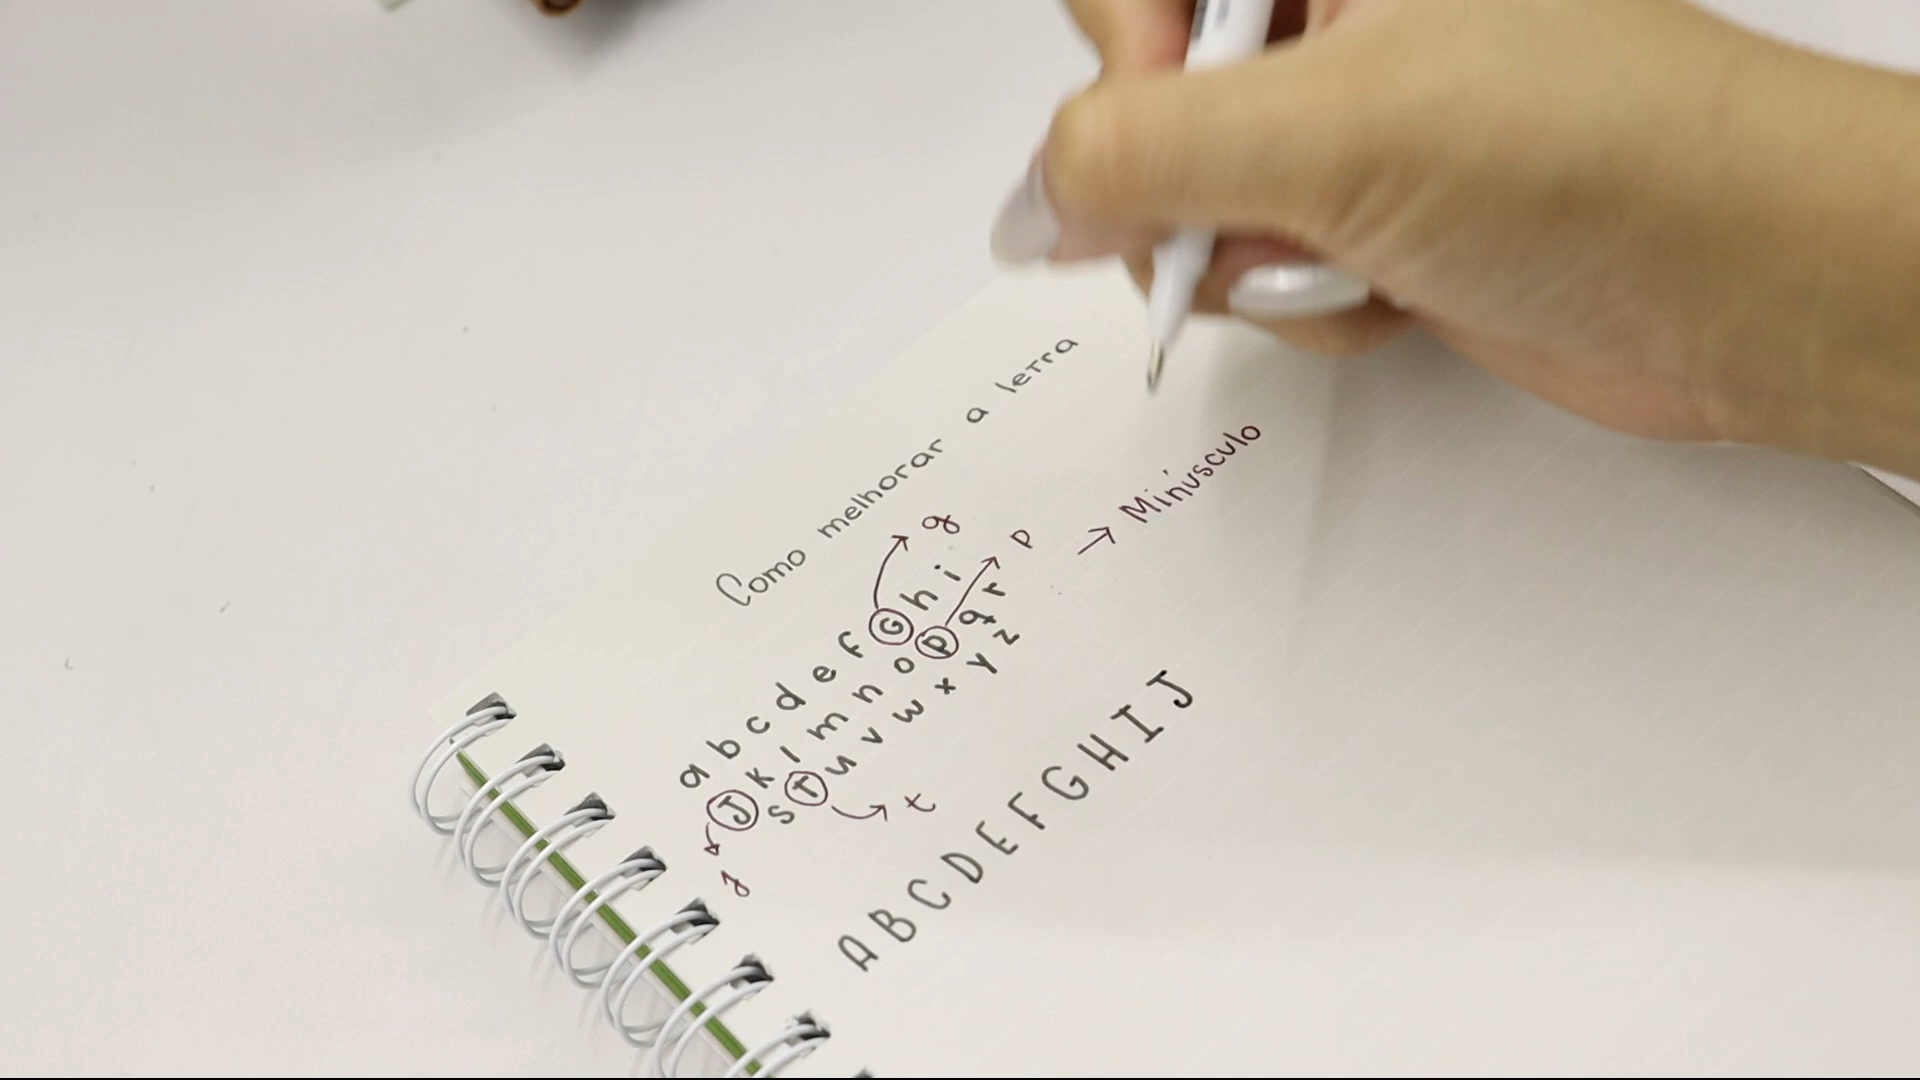 Como melhorar a letra
g
p
a b c d e f G h i
J k l m n o p q r
s t u v w x y z
→ Minúsculo
t
j
A B C D E F G H I J